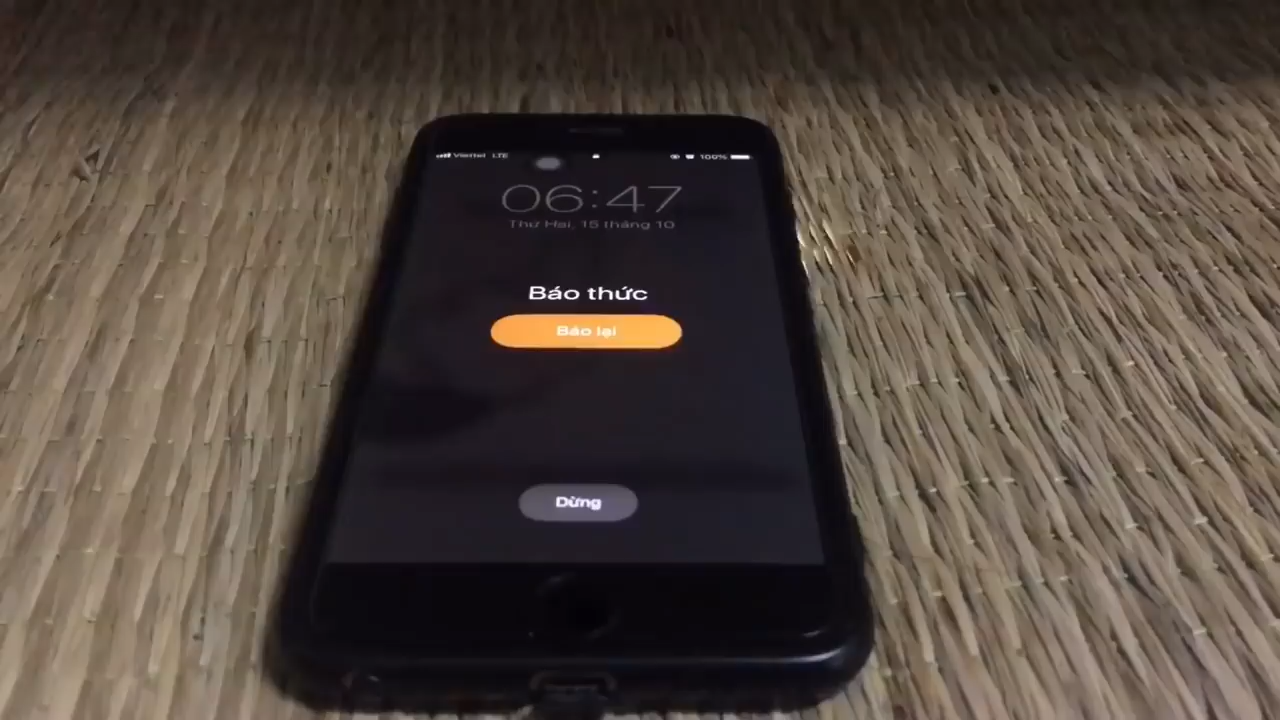 Viettel LTE 100%
06:47
Thứ Hai, 15 tháng 10
Báo thức
Báo lại
Dừng